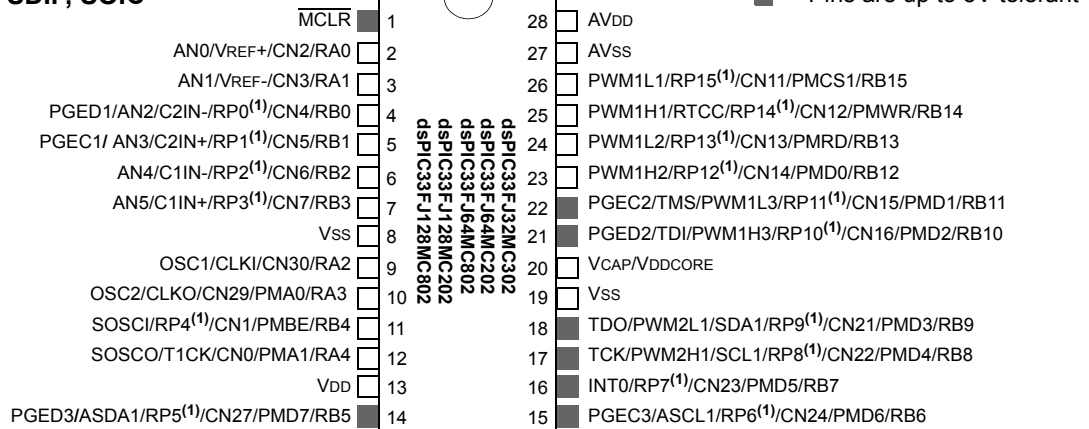 MCLR 1
AN0/VREF+/CN2/RA0 2
AN1/VREF-/CN3/RA1 3
PGED1/AN2/C2IN-/RP0(1)/CN4/RB0 4
PGEC1/ AN3/C2IN+/RP1(1)/CN5/RB1 5
AN4/C1IN-/RP2(1)/CN6/RB2 6
AN5/C1IN+/RP3(1)/CN7/RB3 7
VSS 8
OSC1/CLKI/CN30/RA2 9
OSC2/CLKO/CN29/PMA0/RA3 10
SOSCI/RP4(1)/CN1/PMBE/RB4 11
SOSCO/T1CK/CN0/PMA1/RA4 12
VDD 13
PGED3/ASDA1/RP5(1)/CN27/PMD7/RB5 14
dsPIC33FJ32MC302
dsPIC33FJ64MC202
dsPIC33FJ64MC802
dsPIC33FJ128MC202
dsPIC33FJ128MC802
28 AVDD
27 AVSS
26 PWM1L1/RP15(1)/CN11/PMCS1/RB15
25 PWM1H1/RTCC/RP14(1)/CN12/PMWR/RB14
24 PWM1L2/RP13(1)/CN13/PMRD/RB13
23 PWM1H2/RP12(1)/CN14/PMD0/RB12
22 PGEC2/TMS/PWM1L3/RP11(1)/CN15/PMD1/RB11
21 PGED2/TDI/PWM1H3/RP10(1)/CN16/PMD2/RB10
20 VCAP/VDDCORE
19 VSS
18 TDO/PWM2L1/SDA1/RP9(1)/CN21/PMD3/RB9
17 TCK/PWM2H1/SCL1/RP8(1)/CN22/PMD4/RB8
16 INT0/RP7(1)/CN23/PMD5/RB7
15 PGEC3/ASCL1/RP6(1)/CN24/PMD6/RB6